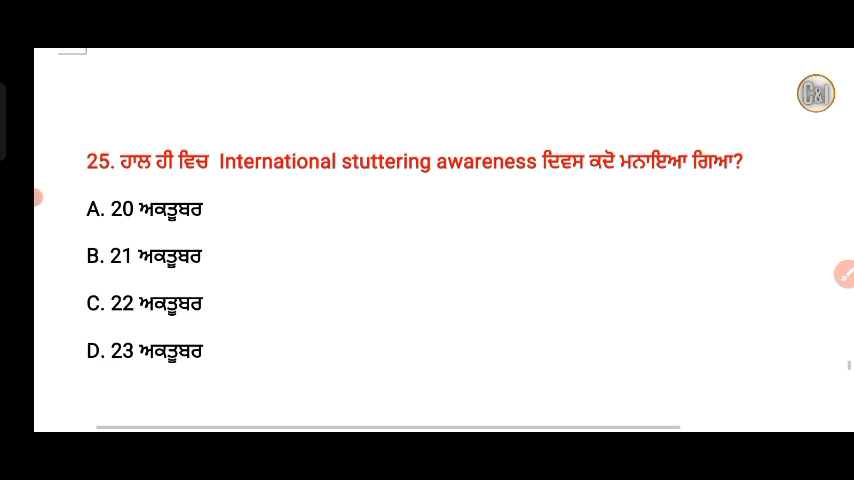 C&I
25. ਹਾਲ ਹੀ ਵਿਚ International stuttering awareness ਦਿਵਸ ਕਦੋਂ ਮਨਾਇਆ ਗਿਆ?
A. 20 ਅਕਤੂਬਰ
B. 21 ਅਕਤੂਬਰ
C. 22 ਅਕਤੂਬਰ
D. 23 ਅਕਤੂਬਰ